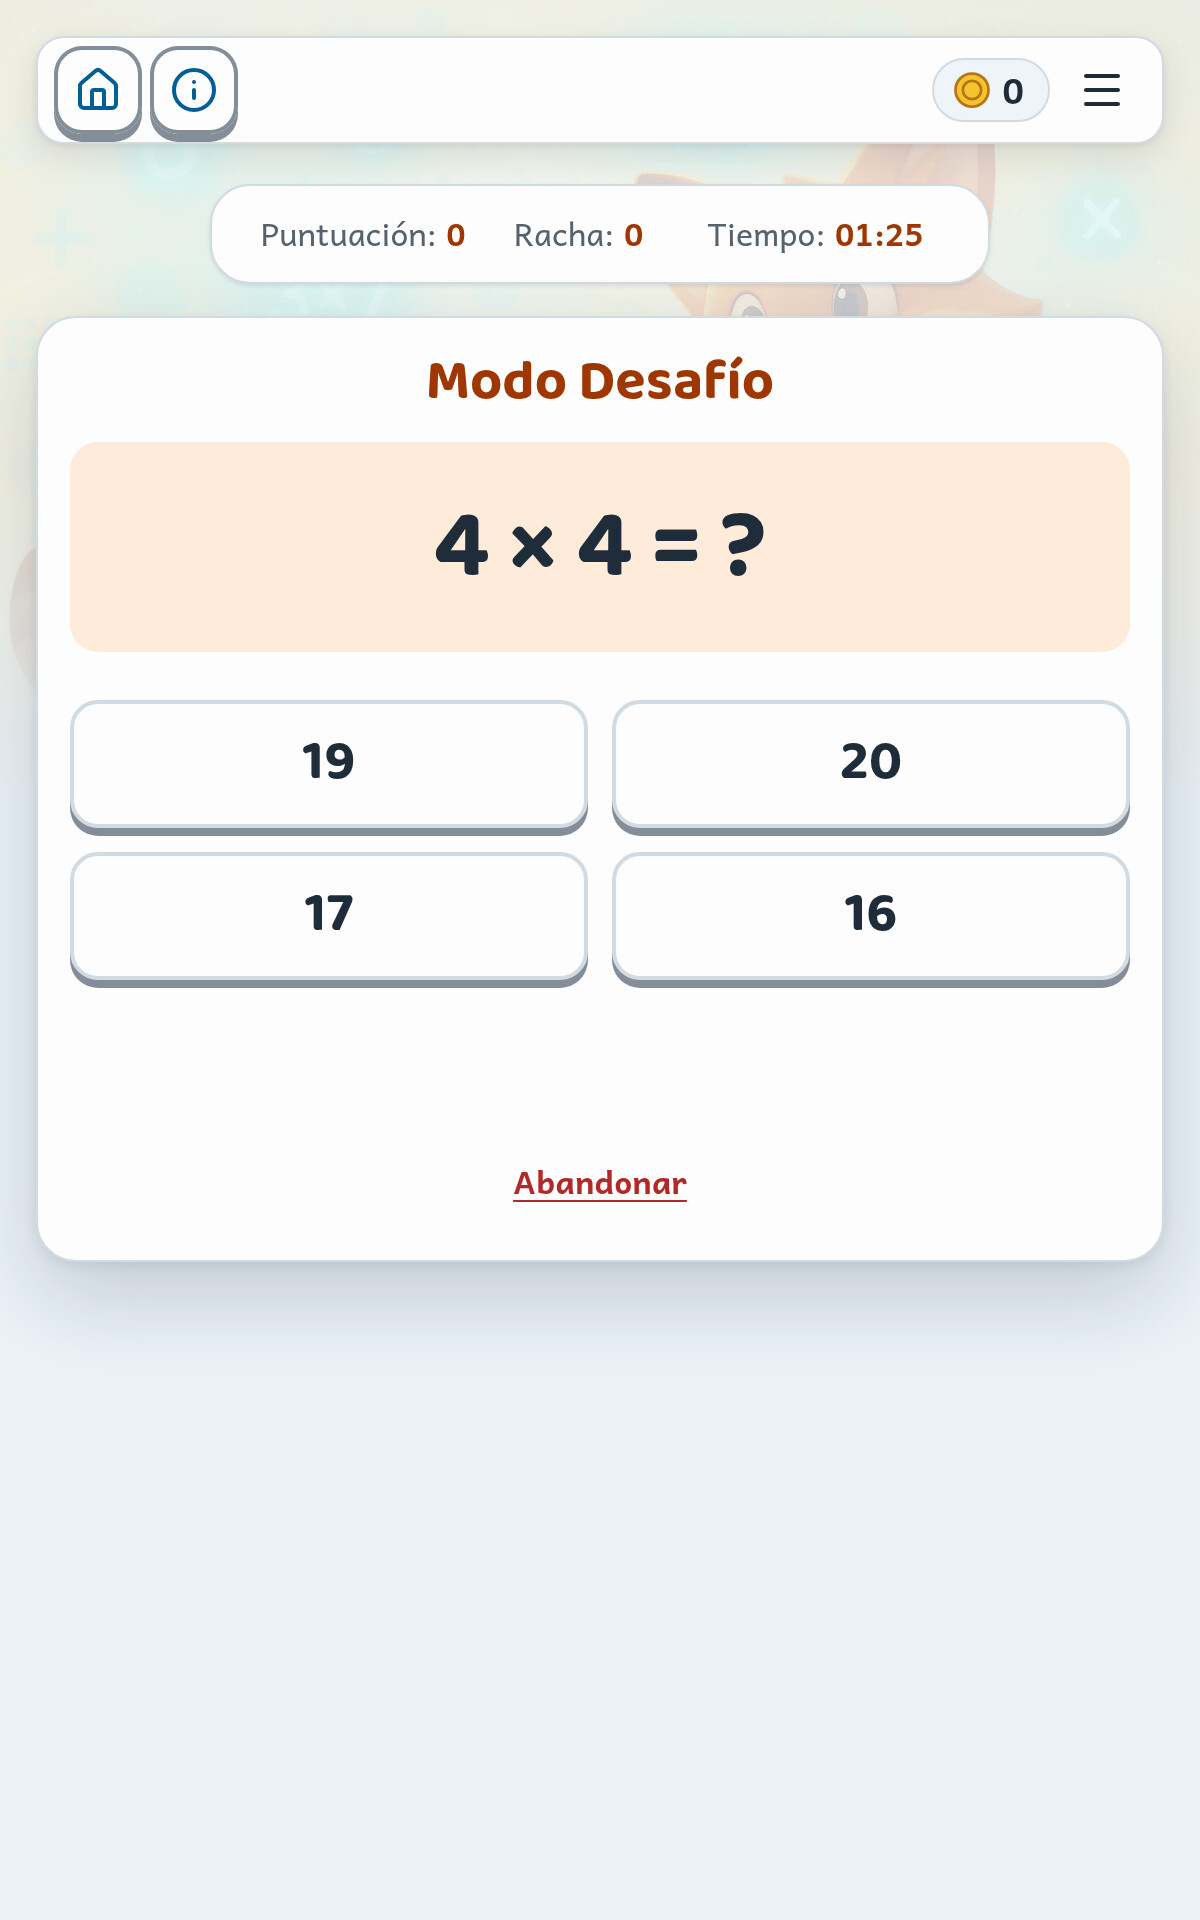 0
Puntuación: 0 Racha: 0 Tiempo: 01:25
Modo Desafío
4 × 4 = ?
19
20
17
16
Abandonar